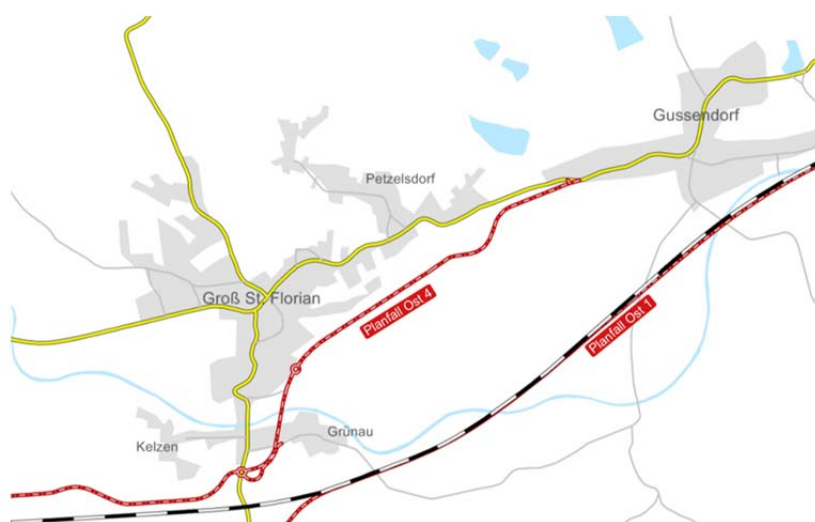 Gussendorf
Petzelsdorf
Groß St. Florian
Planfall Ost 4
Planfall Ost 1
Kelzen
Grünau